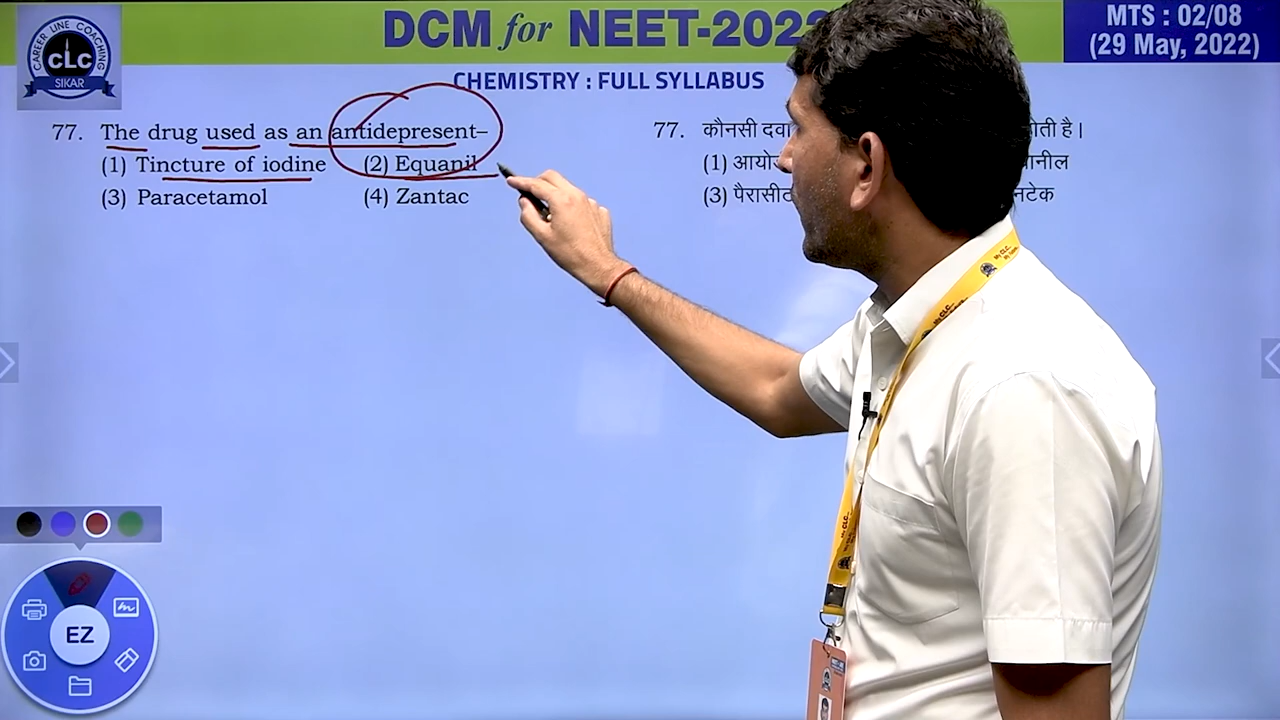 CAREER LINE COACHING
CLC
SIKAR
DCM for NEET-202
MTS : 02/08
(29 May, 2022)
CHEMISTRY : FULL SYLLABUS
77. The drug used as an antidepresent–
(1) Tincture of iodine (2) Equanil
(3) Paracetamol (4) Zantac
77. कौनसी दवा होती है।
(1)
(3)
EZ